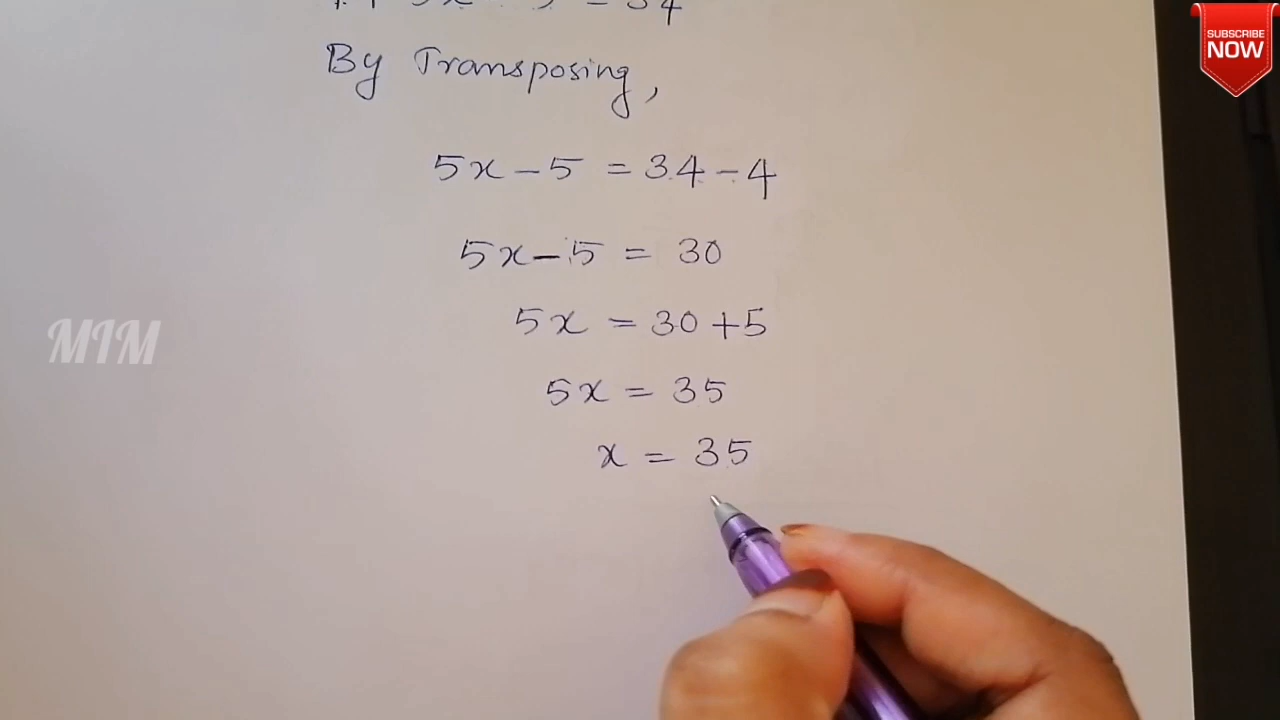 By Transposing,
5x - 5 = 34 - 4
5x - 5 = 30
5x = 30 + 5
5x = 35
x = 35
MIM
SUBSCRIBE
NOW